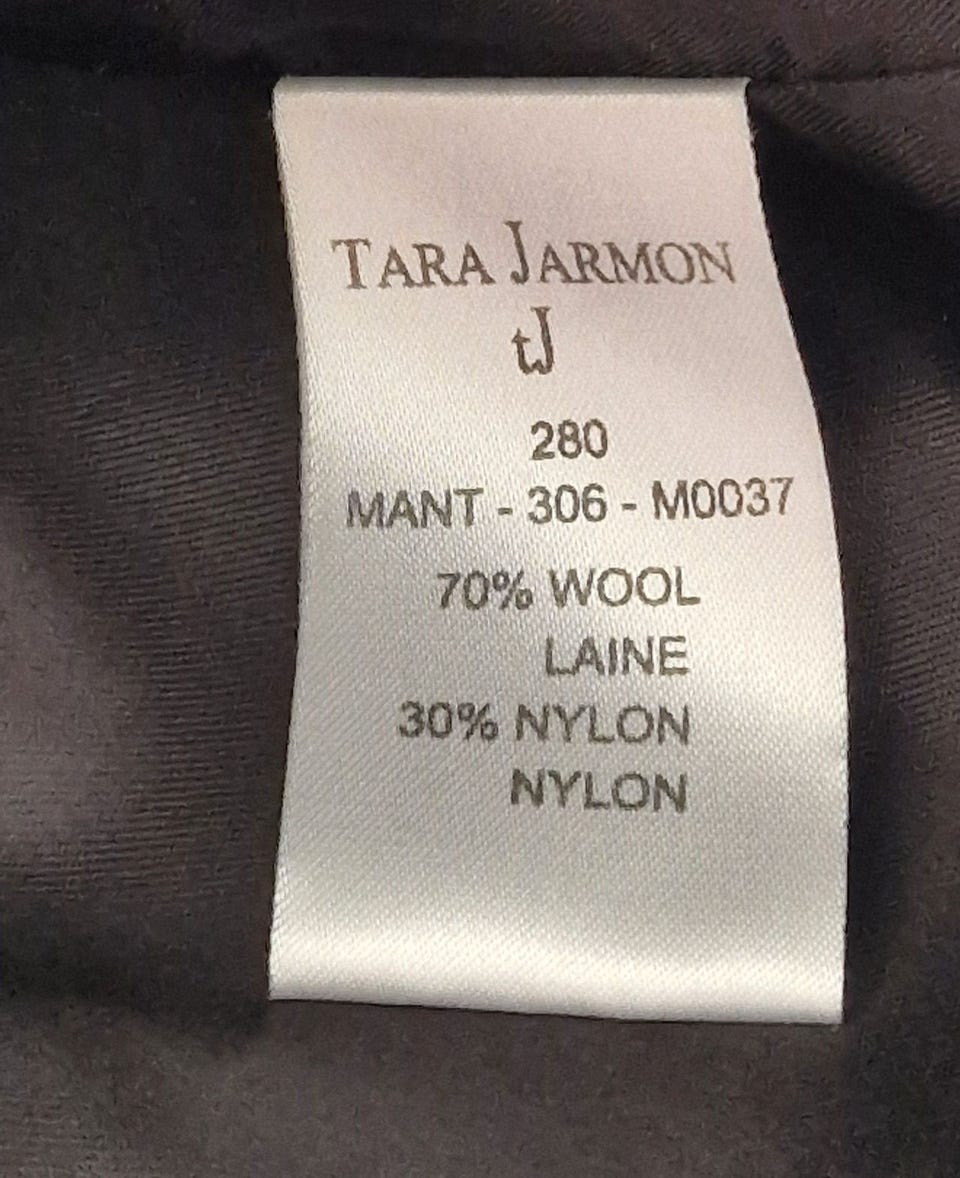 TARA JARMON
tJ
280
MANT - 306 - M0037
70% WOOL
LAINE
30% NYLON
NYLON